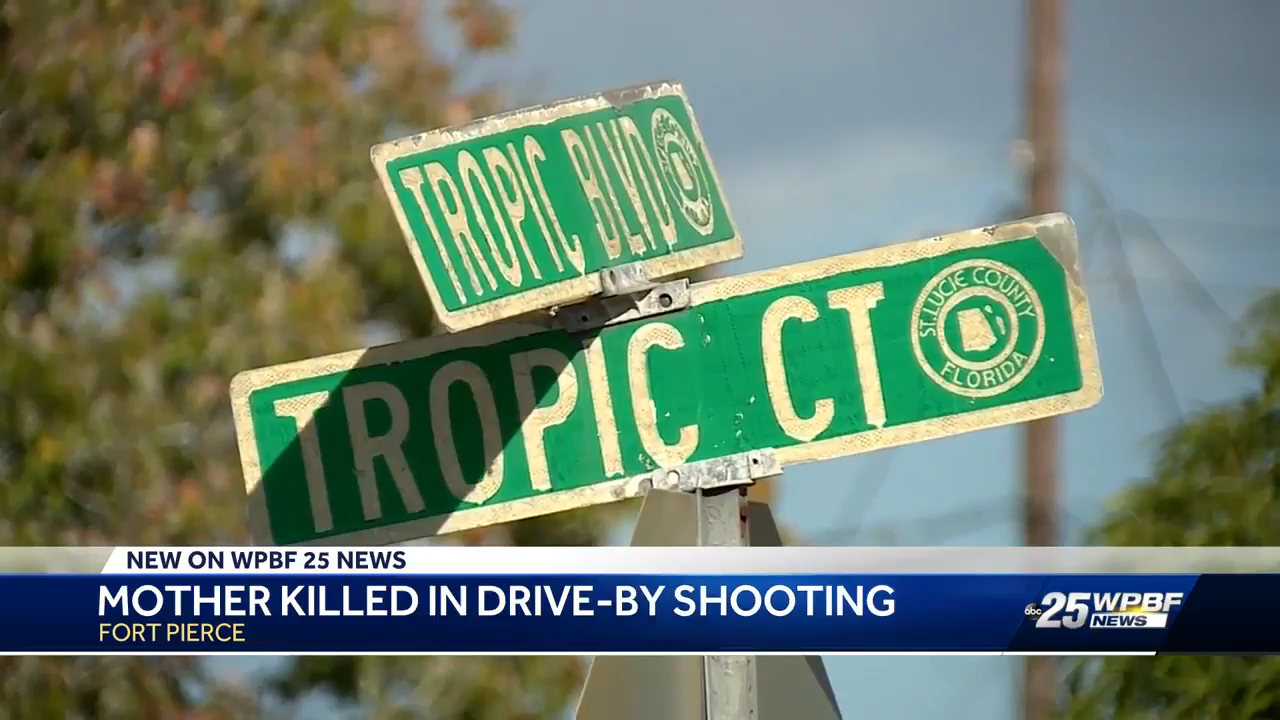 TROPIC BLVD
TROPIC CT
ST. LUCIE COUNTY
FLORIDA
NEW ON WPBF 25 NEWS
MOTHER KILLED IN DRIVE-BY SHOOTING
FORT PIERCE
abc 25 WPBF
NEWS